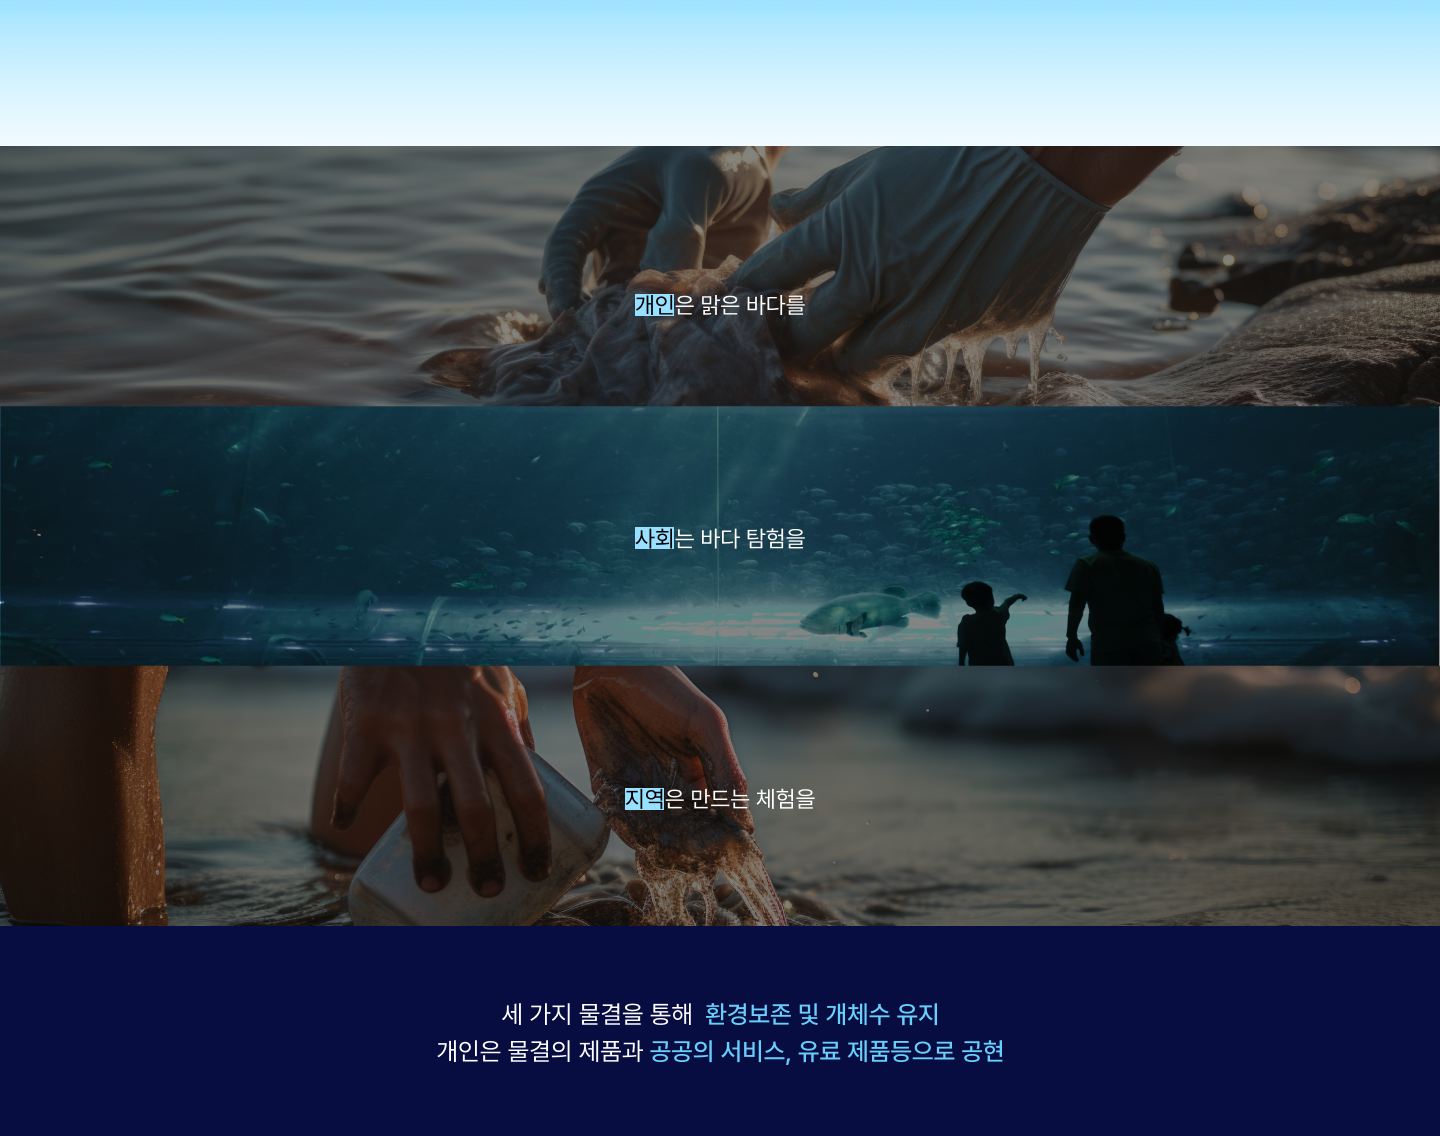 개인은 맑은 바다를
사회는 바다 탐험을
지역은 만드는 체험을
세 가지 물결을 통해 환경보존 및 개체수 유지
개인은 물결의 제품과 공공의 서비스, 유료 제품등으로 공현